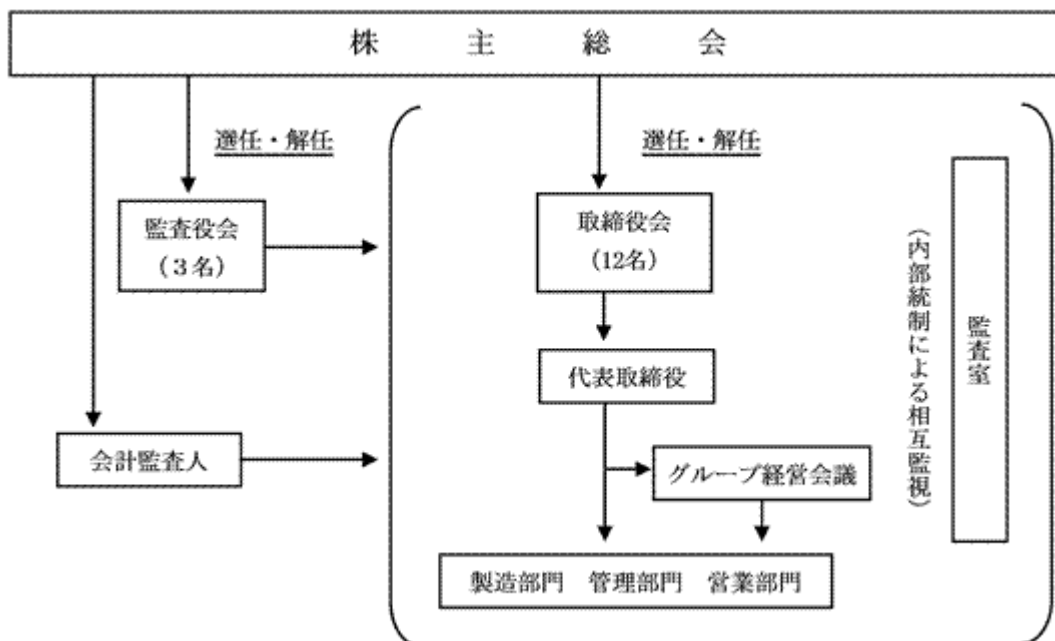 株主総会
選任・解任
選任・解任
監査役会
（３名）
取締役会
(12名)
代表取締役
会計監査人
グループ経営会議
製造部門 管理部門 営業部門
（内部統制による相互監視）
監査室